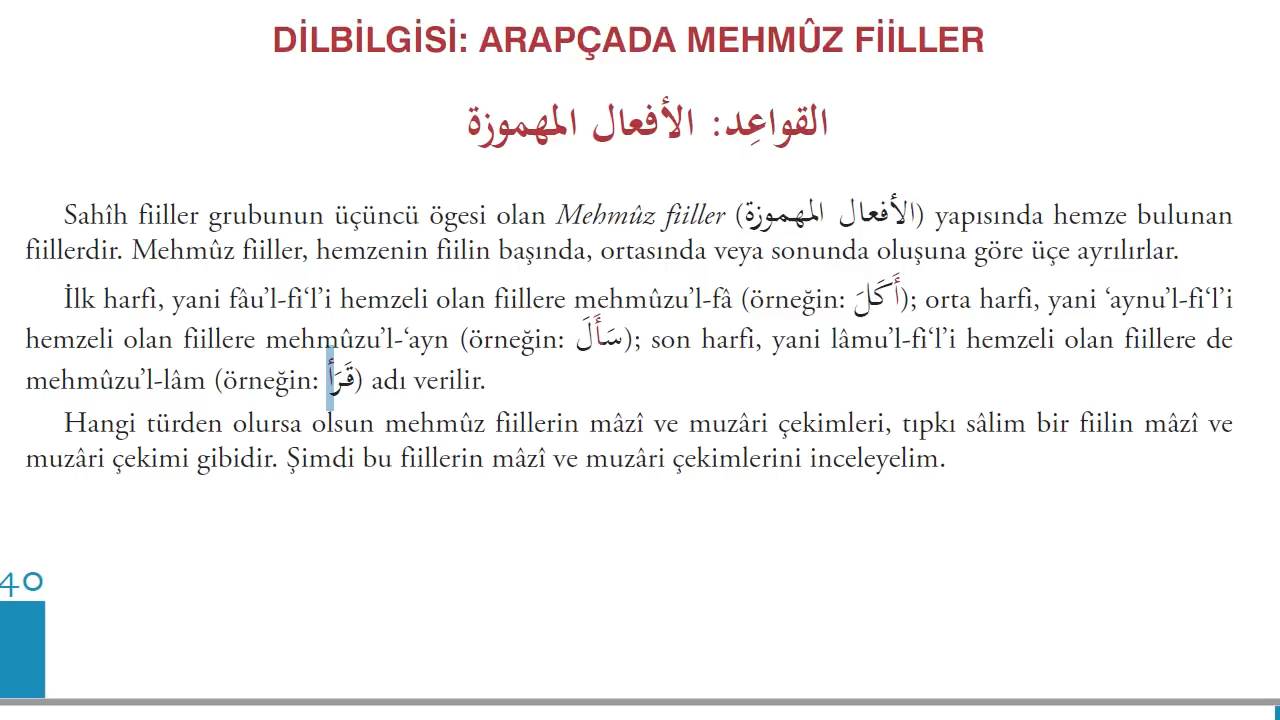 DİLBİLGİSİ: ARAPÇADA MEHMÛZ FİİLLER
القواعِد: الأفعال المهموزة
Sahîh fiiller grubunun üçüncü ögesi olan Mehmûz fiiller (الأفعال المهموزة) yapısında hemze bulunan
fiillerdir. Mehmûz fiiller, hemzenin fiilin başında, ortasında veya sonunda oluşuna göre üçe ayrılırlar.
İlk harfi, yani fâu’l-fi‘l’i hemzeli olan fiillere mehmûzu’l-fâ (örneğin: أَكَلَ); orta harfi, yani ‘aynu’l-fi‘l’i
hemzeli olan fiillere mehmûzu’l-‘ayn (örneğin: سَأَلَ); son harfi, yani lâmu’l-fi‘l’i hemzeli olan fiillere de
mehmûzu’l-lâm (örneğin: قَرَأَ) adı verilir.
Hangi türden olursa olsun mehmûz fiillerin mâzî ve muzâri çekimleri, tıpkı sâlim bir fiilin mâzî ve
muzâri çekimi gibidir. Şimdi bu fiillerin mâzî ve muzâri çekimlerini inceleyelim.
40